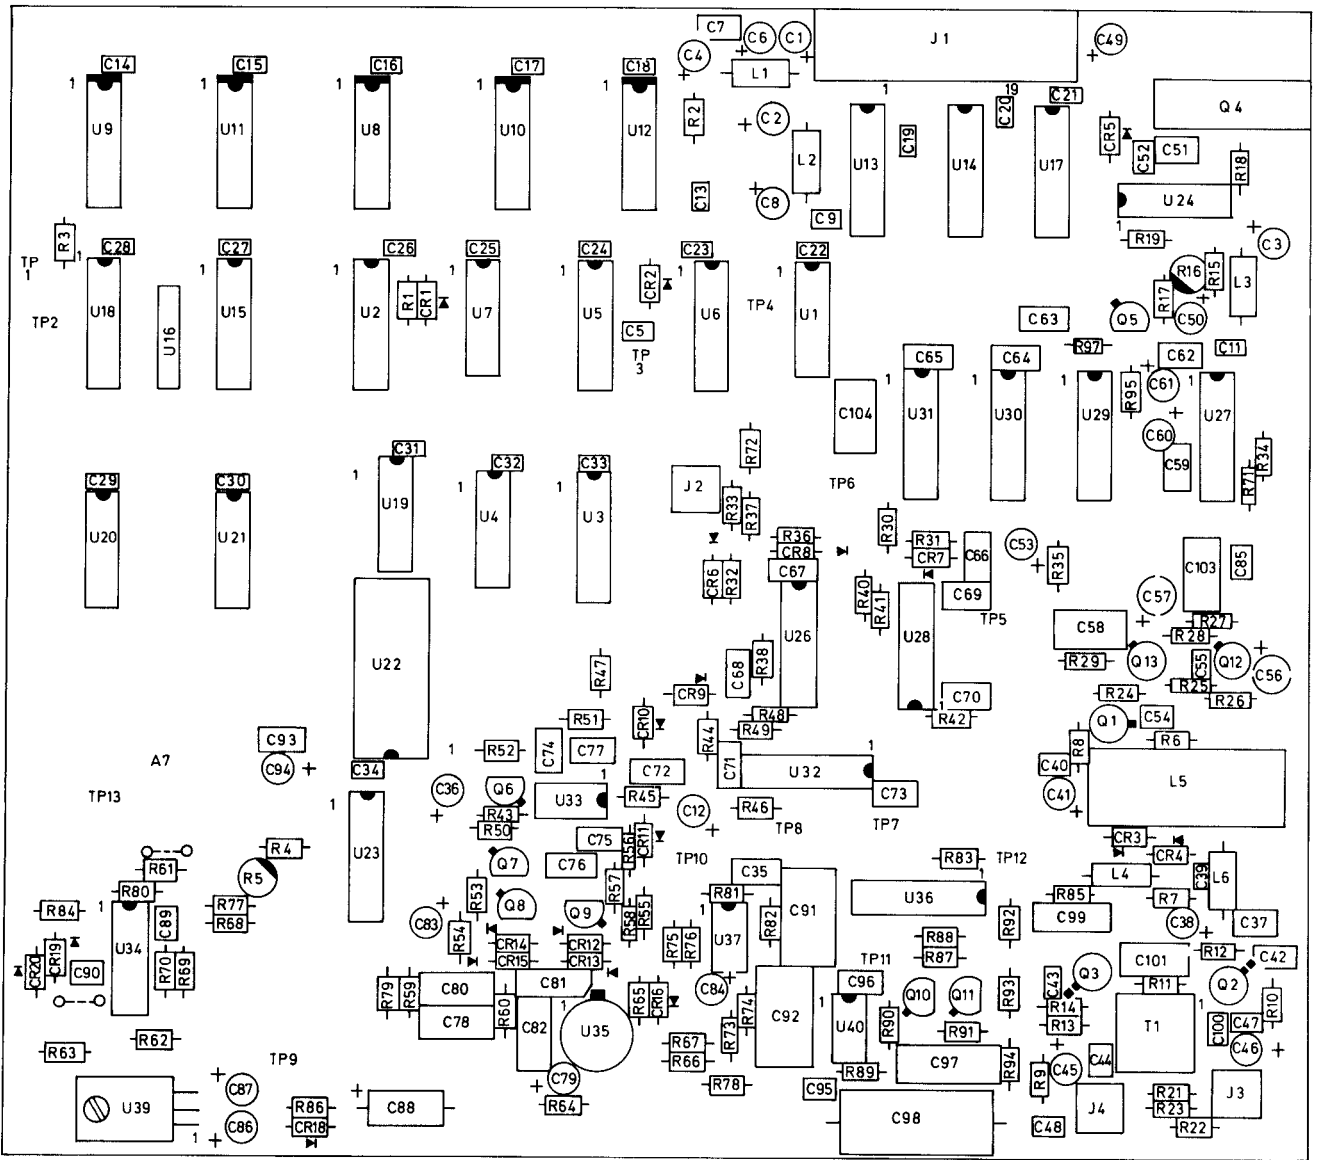 C7 C6 C1 J1 C49
C4
L1
C14 C15 C16 C17 C18
1 1 1 1 1 1 19 C21
R2 C2 C20 Q4
U9 U11 U8 U10 U12 C19 CR5 C51
C52
L2 U13 U14 U17 R18
C13 C8 U24
C9
R3 R19 C3
C28 C27 C26 C25 C24 C23 C22
TP
1
1 1 1 1 1 1 1
CR2 R16 R15 L3
R1 CR1 R17
U18 U15 U2 U7 U5 U6 TP4 U1
TP2 U16 C5 C63 Q5 C50
TP
3
R97 C62 C11
C65 C64
1 1 1 C61 1
R95
C104 U31 U30 U29 U27
C60
C31 R72 R34
C59
C29 C30 1 C32 C33 J2 TP6 R71
1 1 1 1
R33 R37
U19 U4 U3 R30
U20 U21 R36 R31 C53
CR8 CR7 C66 R35 C103 C85
C67
CR6 R32 R40 C69 C57
R41
TP5
R27
U26 U28 C58 R28
U22 R38 R29 Q13 C55 Q12
R47 C68 C56
CR9 R25
C70 R24 R26
1
CR10 R48 R42 Q1 C54
R51 R49
C93 R44 R8 R6
R52 C74 C77 1
A7 C94 1 1
C34 C72 C71 U32 C40 L5
C36 Q6 C73 C41
TP13 1 U33 R45
R43 C12 R46
R50 TP8 TP7
C75 R56 CR11 CR3
R4 U23 Q7 TP10 R83 TP12 CR4
R61 C76 C35 L4 C39 L6
R5 R57 1
R80 R53 R81 R85 R7
R77 Q8 Q9 U36
R84 1 R68 C83 R58 R55 1 R82 C91 R92 C99 C38 C37
C89 R54
U34 CR14 CR12 R75 R76 U37 R88
CR15 CR13 R87 R12
CR20 CR19 R70 R69 TP11 C42
C90 C101
C80 C81 C96 Q3
R79 R59 R65 CR16 C84 Q10 Q11 R93 C43 R11 Q2
1 1
R60 R74 R14 1 R10
C78 C82 U35 C92 R90 C100 C47
R62 R73 U40 R91 R13 T1
R63 R67 C46
TP9 R66 C97 R94 C44
C79 R89 R9 C45
C87 R78 C95
U39 R86 C88 R64 R21 J3
C98 J4 R23
C86 CR18
1 C48 R22